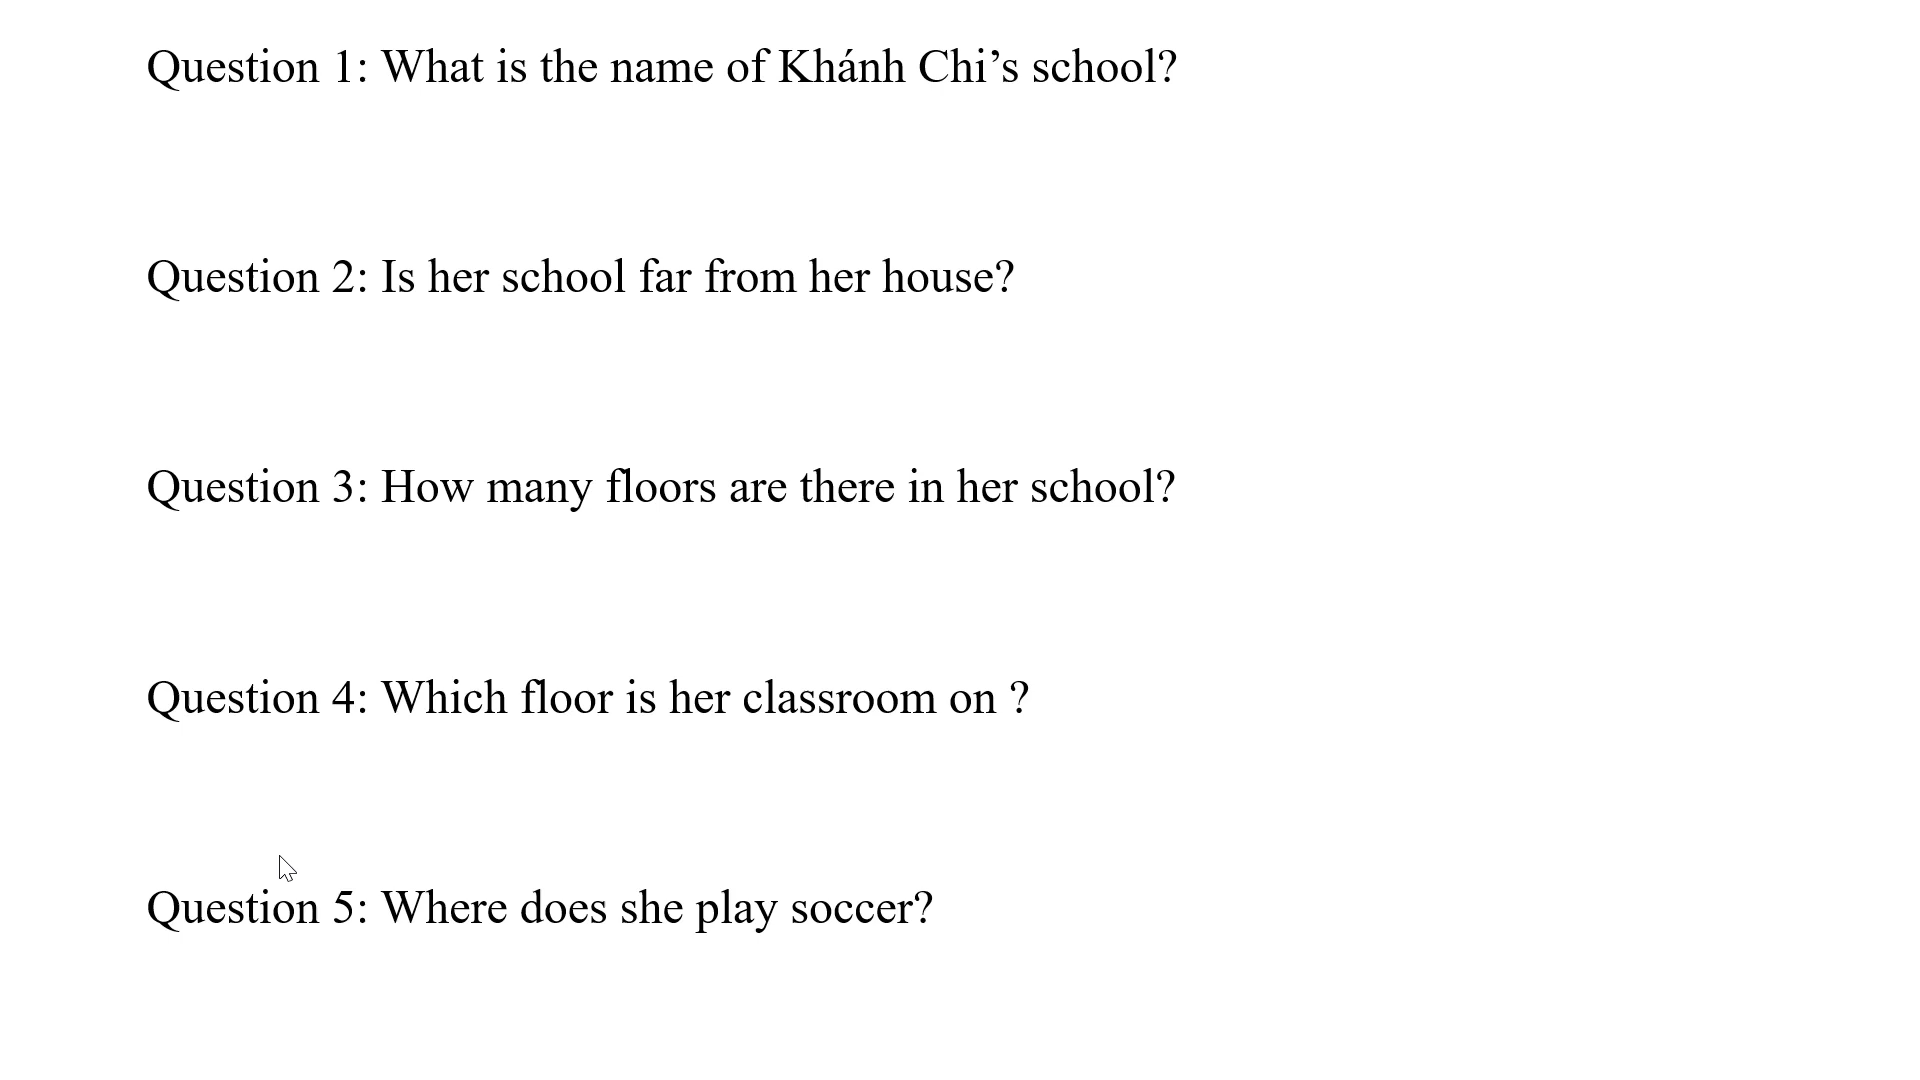 Question 1: What is the name of Khánh Chi’s school?
Question 2: Is her school far from her house?
Question 3: How many floors are there in her school?
Question 4: Which floor is her classroom on ?
Question 5: Where does she play soccer?